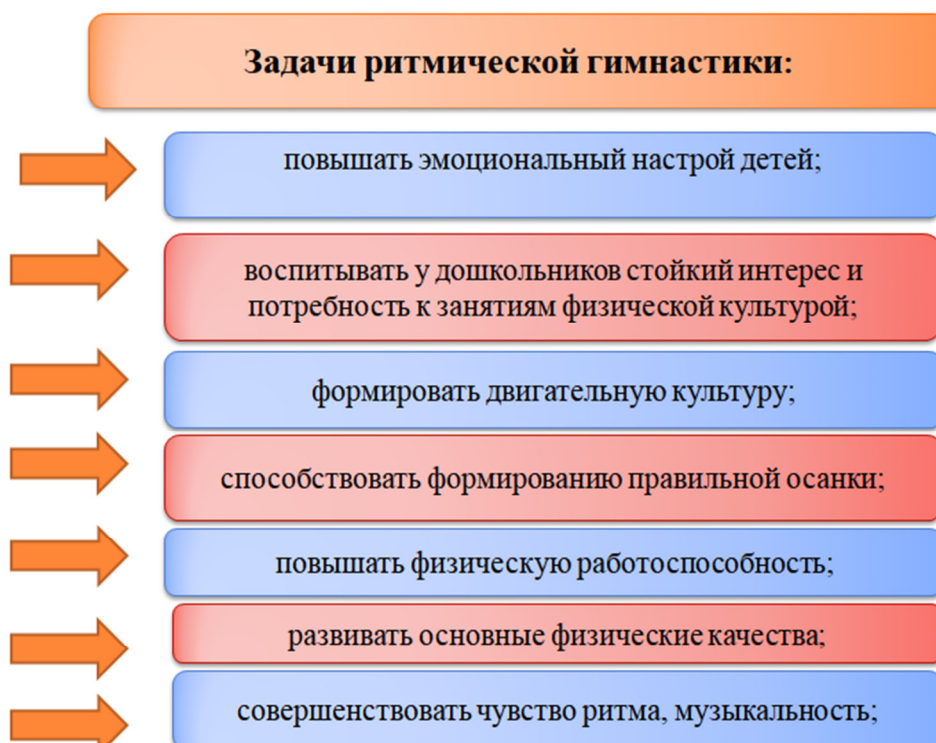 Задачи ритмической гимнастики:
повышать эмоциональный настрой детей;
воспитывать у дошкольников стойкий интерес и
потребность к занятиям физической культурой;
формировать двигательную культуру;
способствовать формированию правильной осанки;
повышать физическую работоспособность;
развивать основные физические качества;
совершенствовать чувство ритма, музыкальность;